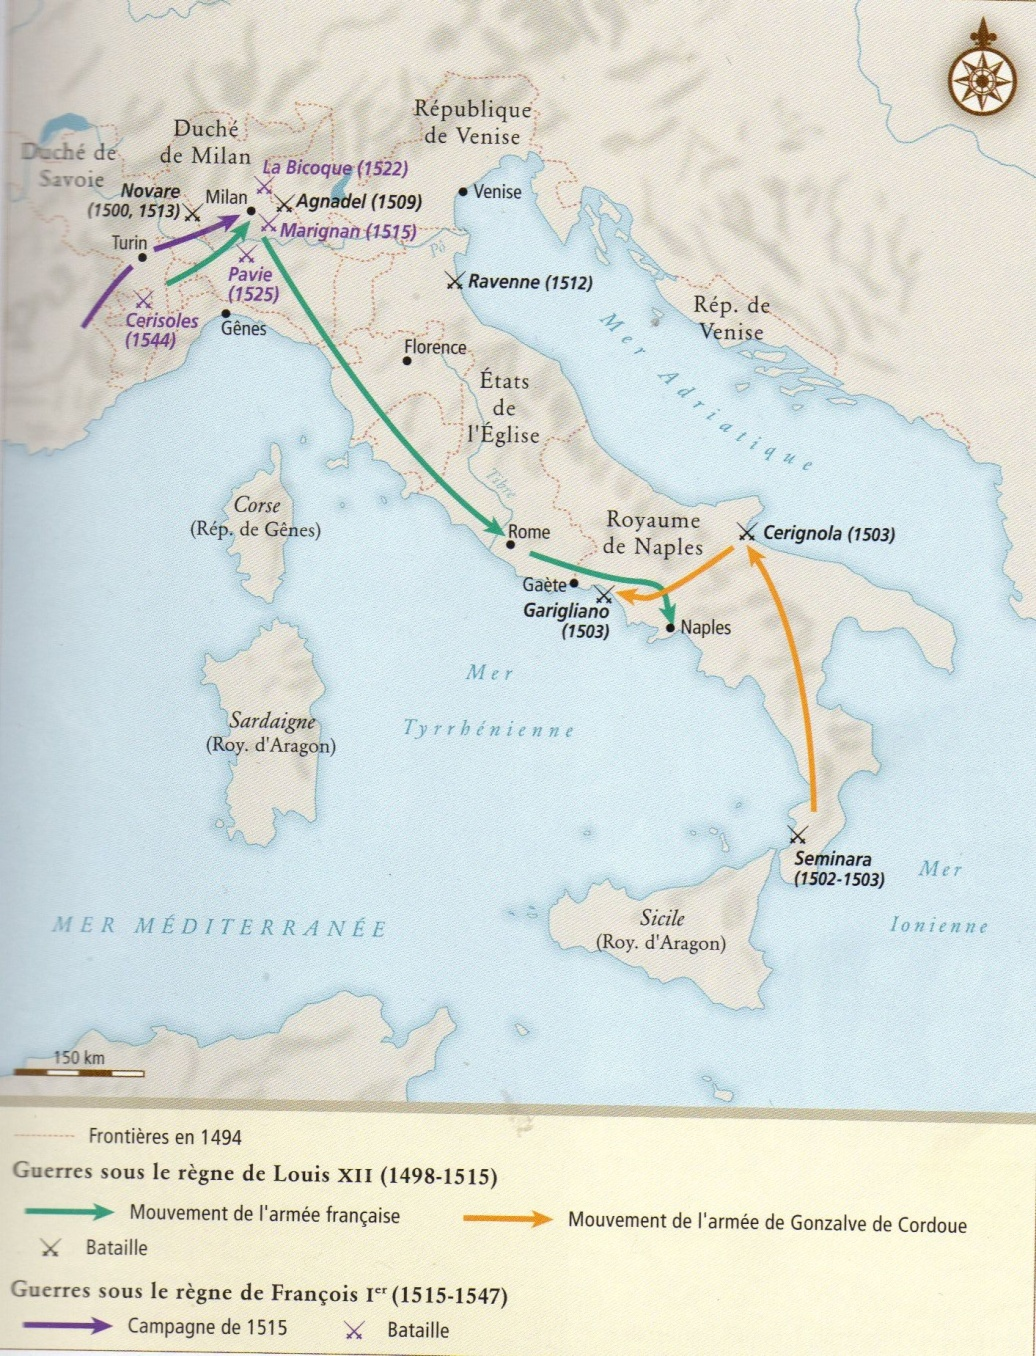 République
de Venise
Duché
de Milan
Duché de
Savoie
La Bicoque (1522)
Novare
(1500, 1513)
Milan
Agnadel (1509)
Venise
Marignan (1515)
Turin
Pô
Pavie
(1525)
Ravenne (1512)
Cerisoles
(1544)
Gênes
Rép. de
Venise
Mer Adriatique
Florence
États
de
l'Église
Tibre
Corse
(Rép. de Gênes)
Rome
Royaume
de Naples
Cerignola (1503)
Gaète
Garigliano
(1503)
Naples
Mer
Tyrrhénienne
Sardaigne
(Roy. d'Aragon)
Seminara
(1502-1503)
Mer
Ionienne
MER MÉDITERRANÉE
Sicile
(Roy. d'Aragon)
150 km
Frontières en 1494
Guerres sous le règne de Louis XII (1498-1515)
Mouvement de l'armée française
Mouvement de l'armée de Gonzalve de Cordoue
Bataille
Guerres sous le règne de François Ier (1515-1547)
Campagne de 1515
Bataille